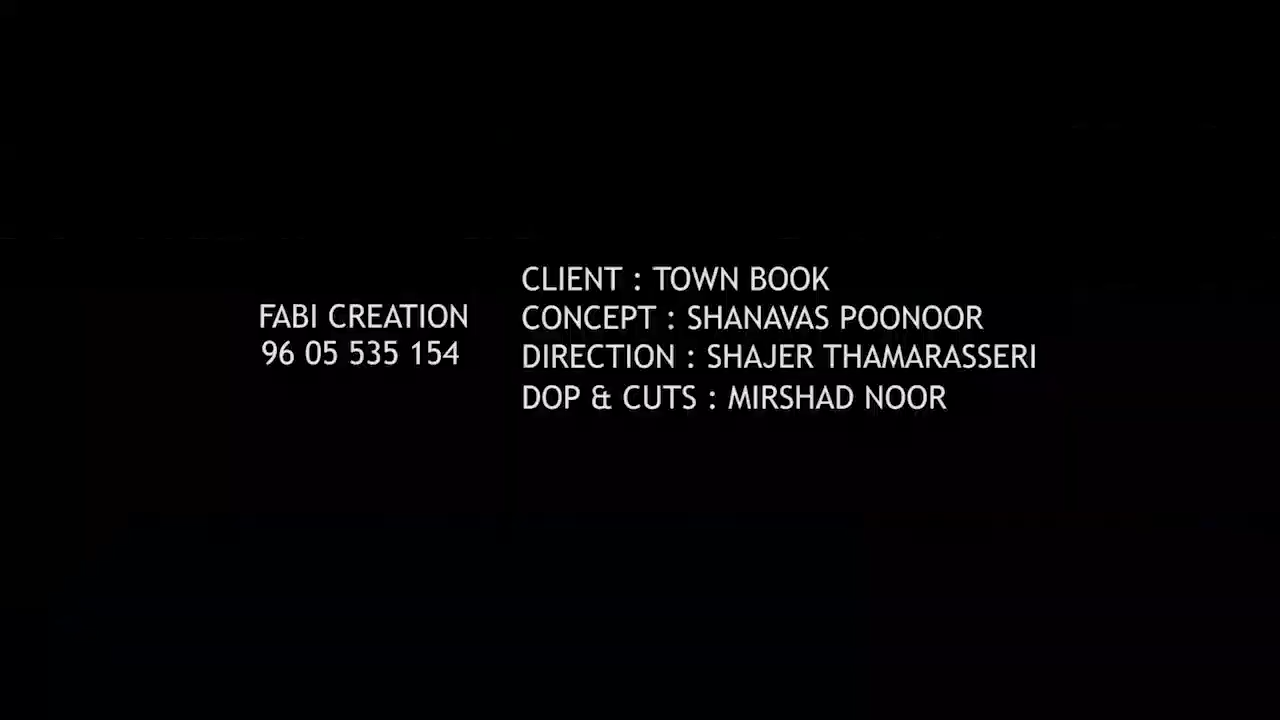 FABI CREATION
96 05 535 154
CLIENT : TOWN BOOK
CONCEPT : SHANAVAS POONOOR
DIRECTION : SHAJER THAMARASSERI
DOP & CUTS : MIRSHAD NOOR